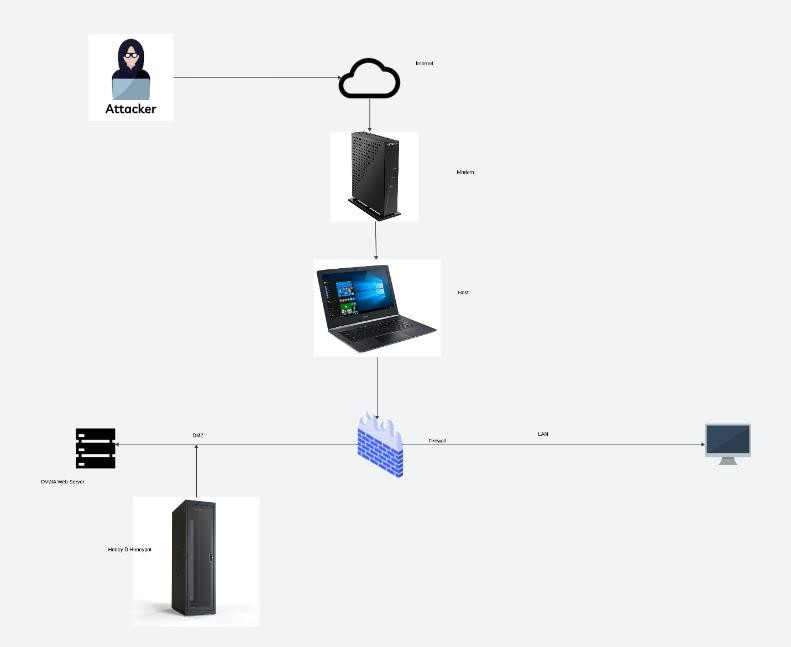 Internet
Attacker
Modem
Host
DMZ
Firewall
LAN
DVWA Web Server
Honey D Honeypot